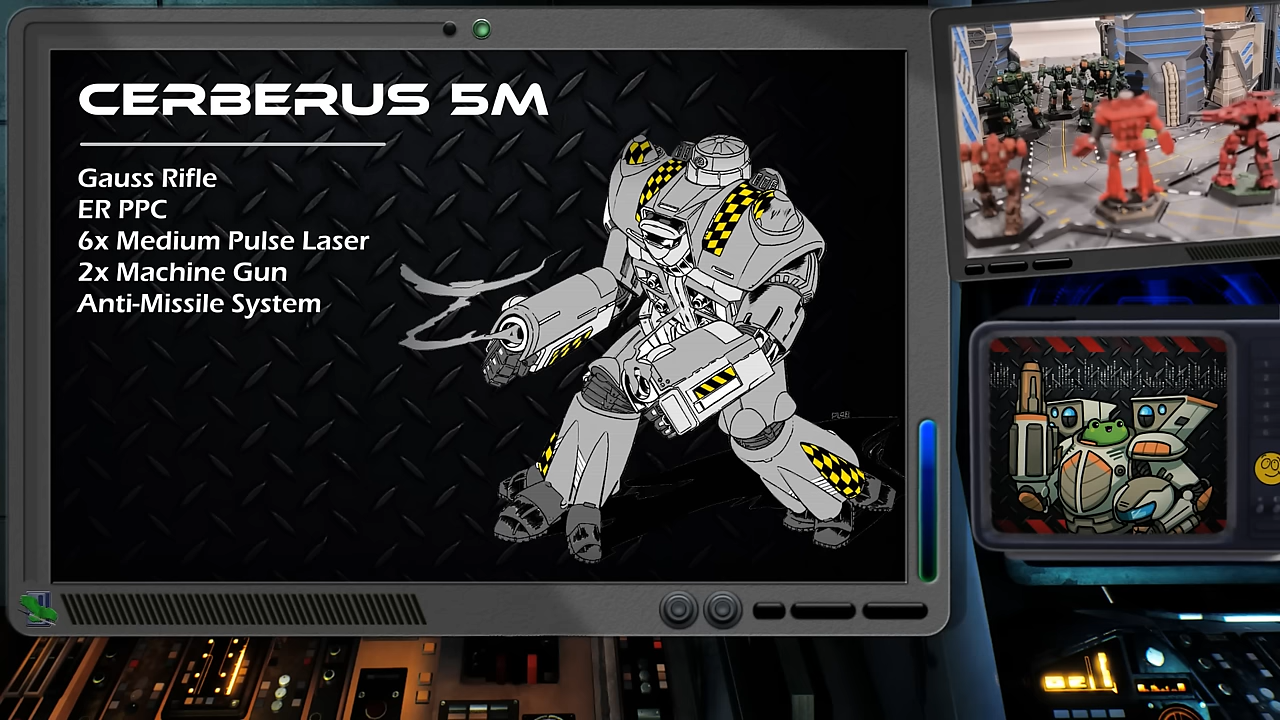 CERBERUS 5M
Gauss Rifle
ER PPC
6x Medium Pulse Laser
2x Machine Gun
Anti-Missile System